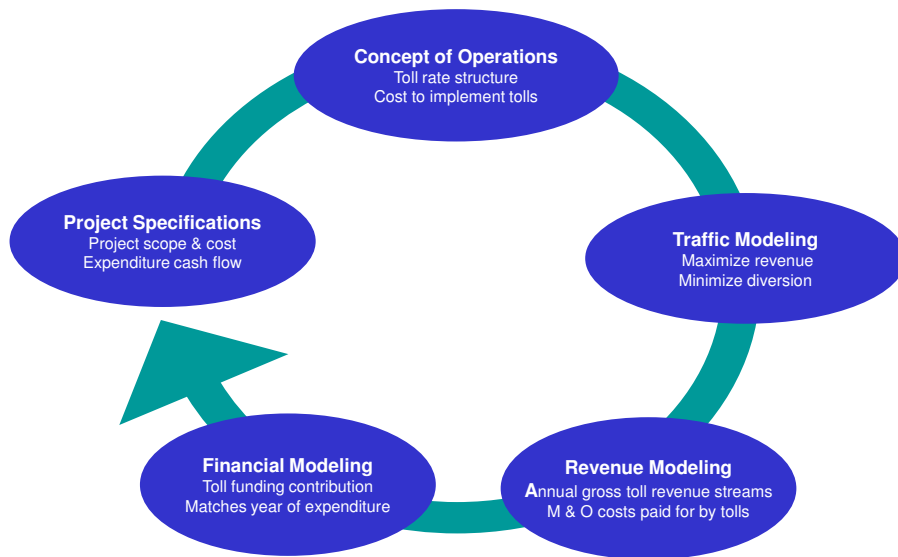 Concept of Operations
Toll rate structure
Cost to implement tolls
Traffic Modeling
Maximize revenue
Minimize diversion
Revenue Modeling
Annual gross toll revenue streams
M & O costs paid for by tolls
Financial Modeling
Toll funding contribution
Matches year of expenditure
Project Specifications
Project scope & cost
Expenditure cash flow